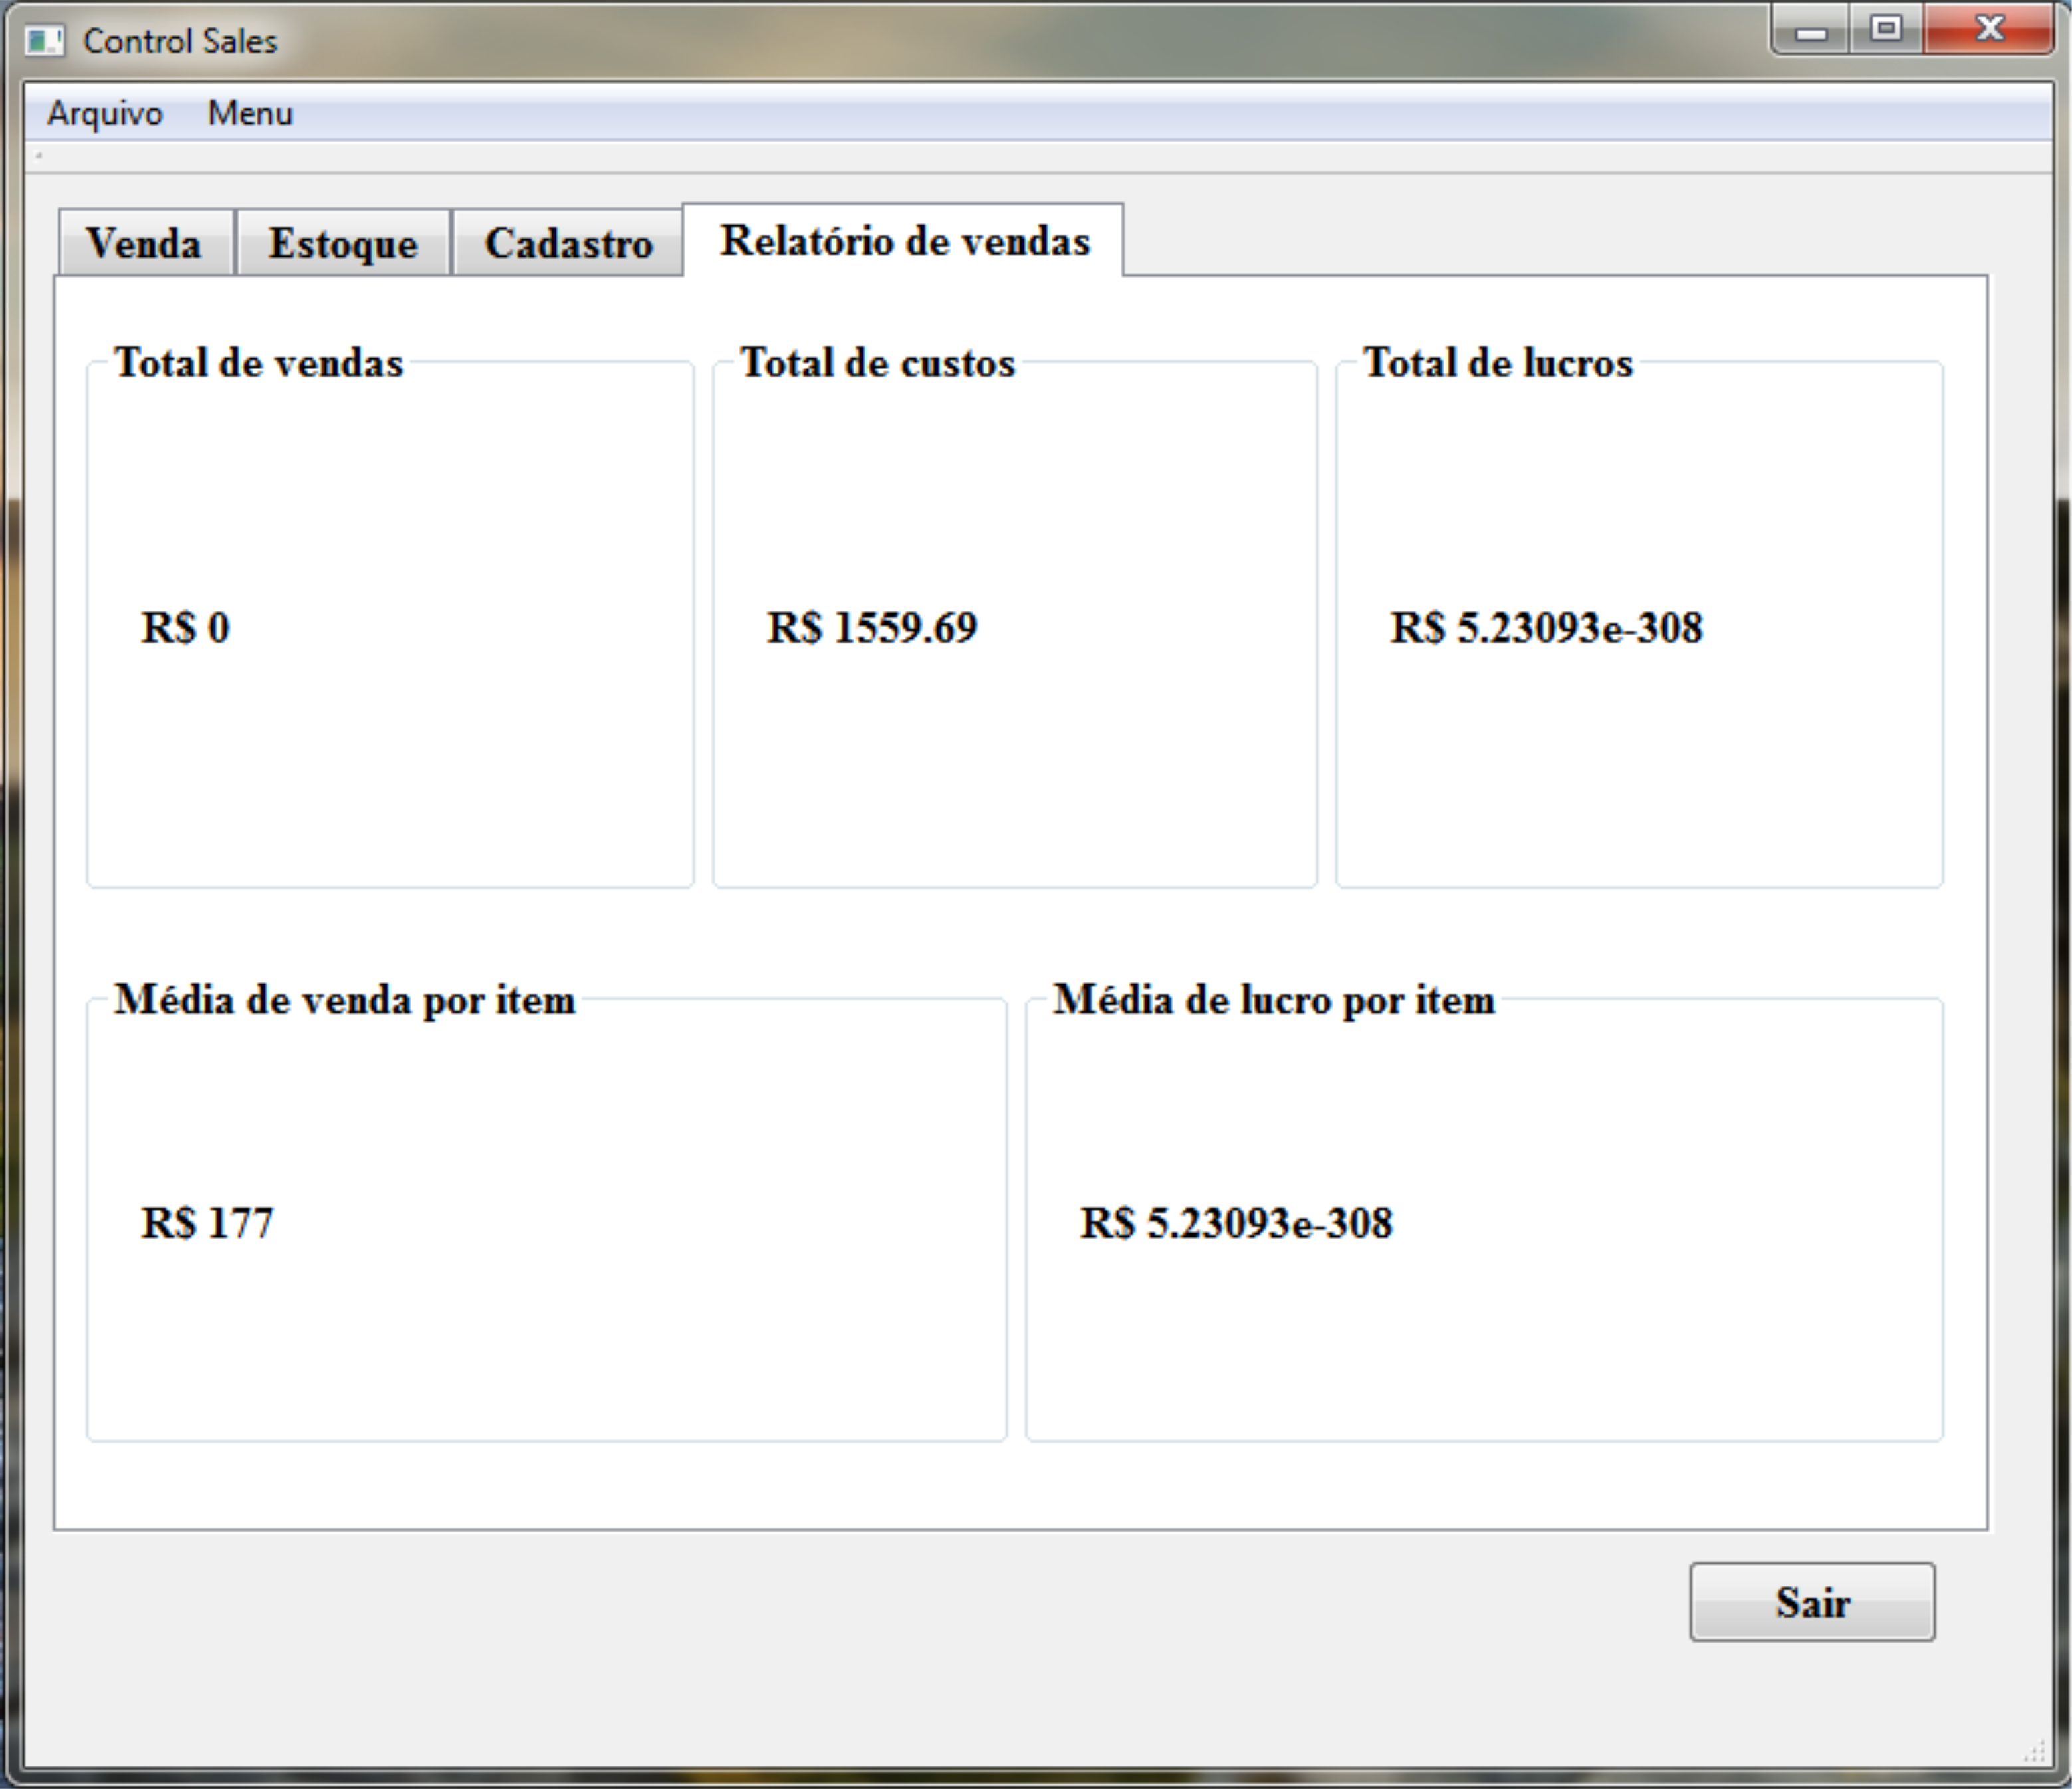 Control Sales
Arquivo Menu
Venda Estoque Cadastro Relatório de vendas
Total de vendas Total de custos Total de lucros
R$ 0 R$ 1559.69 R$ 5.23093e-308
Média de venda por item Média de lucro por item
R$ 177 R$ 5.23093e-308
Sair